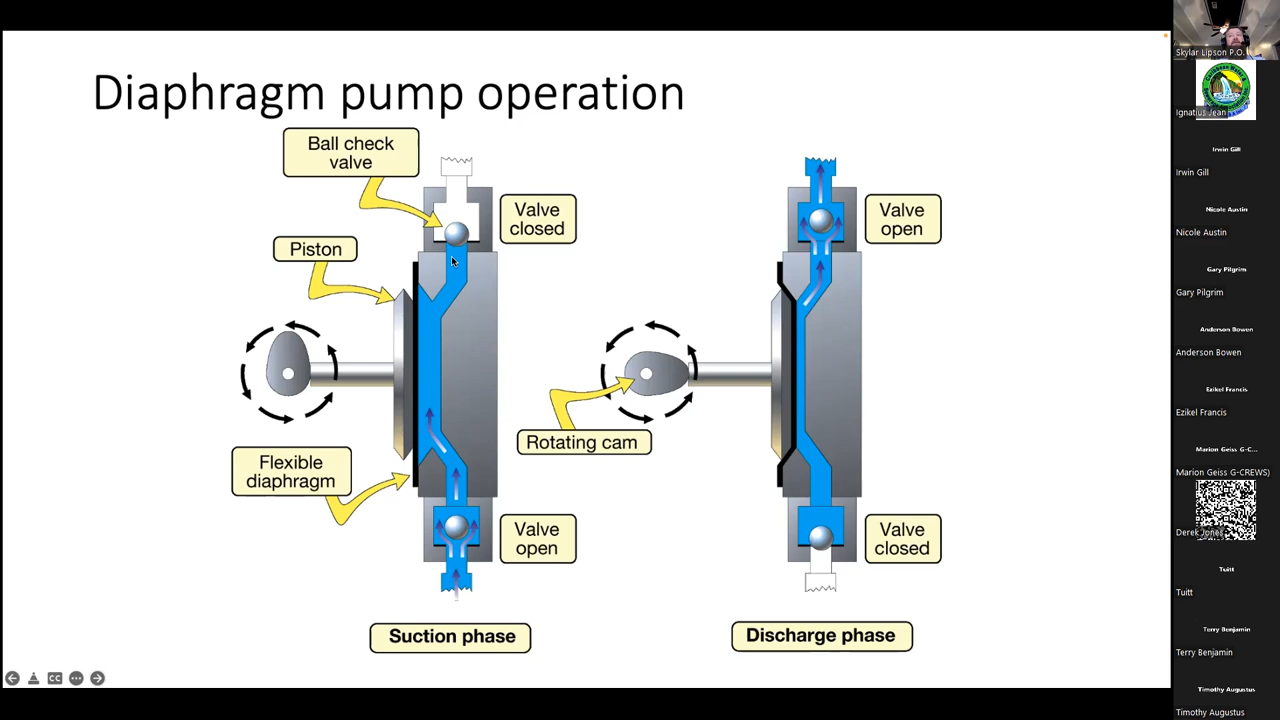 Diaphragm pump operation
Ball check
valve
Piston
Flexible
diaphragm
Valve
closed
Valve
open
Suction phase
Rotating cam
Valve
open
Valve
closed
Discharge phase
CC
Skylar Lipson P.O.
Ignatius Jean
Irwin Gill
Irwin Gill
Nicole Austin
Nicole Austin
Gary Pilgrim
Gary Pilgrim
Anderson Bowen
Anderson Bowen
Ezikel Francis
Ezikel Francis
Marion Geiss G-C...
Marion Geiss G-CREWS)
Derek Jones
Tuitt
Tuitt
Terry Benjamin
Terry Benjamin
Timothy Augustus
Timothy Augustus